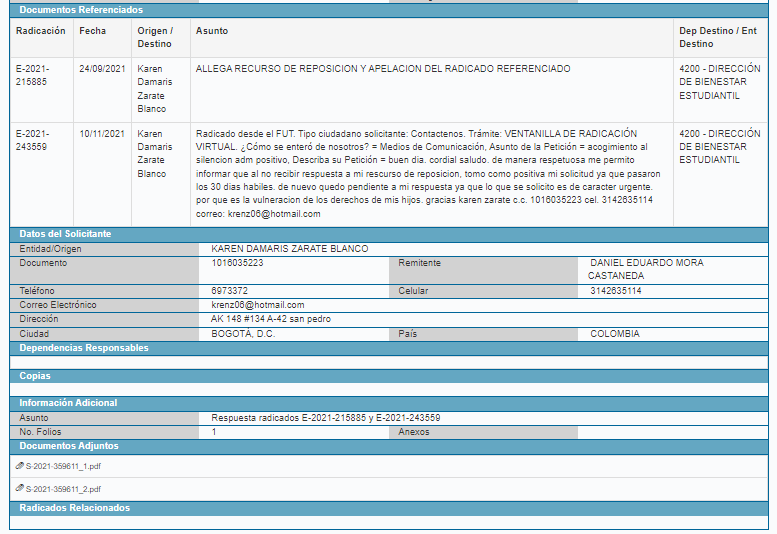 Documentos Referenciados
Radicación Fecha Origen / Destino Asunto Dep Destino / Ent Destino
E-2021-215885 24/09/2021 Karen Damaris Zarate Blanco ALLEGA RECURSO DE REPOSICION Y APELACION DEL RADICADO REFERENCIADO 4200 - DIRECCIÓN DE BIENESTAR ESTUDIANTIL
E-2021-243559 10/11/2021 Karen Damaris Zarate Blanco
Radicado desde el FUT. Tipo ciudadano solicitante: Contactenos. Trámite: VENTANILLA DE RADICACIÓN
VIRTUAL. ¿Cómo se enteró de nosotros? = Medios de Comunicación, Asunto de la Petición = acogimiento al
silencion adm positivo, Describa su Petición = buen dia. cordial saludo. de manera respetuosa me permito
informar que al no recibir respuesta a mi rescurso de reposicion, tomo como positiva mi solicitud ya que pasaron
los 30 dias habiles. de nuevo quedo pendiente a mi respuesta ya que lo que se solicito es de caracter urgente.
por que es la vulneracion de los derechos de mis hijos. gracias karen zarate c.c. 1016035223 cel. 3142635114
correo: krenz06@hotmail.com
4200 - DIRECCIÓN DE BIENESTAR ESTUDIANTIL
Datos del Solicitante
Entidad/Origen KAREN DAMARIS ZARATE BLANCO
Documento 1016035223 Remitente DANIEL EDUARDO MORA CASTANEDA
Teléfono 6973372 Celular 3142635114
Correo Electrónico krenz06@hotmail.com
Dirección AK 148 #134 A-42 san pedro
Ciudad BOGOTÁ, D.C. País COLOMBIA
Dependencias Responsables
Copias
Información Adicional
Asunto Respuesta radicados E-2021-215885 y E-2021-243559
No. Folios 1 Anexos
Documentos Adjuntos
S-2021-359611_1.pdf
S-2021-359611_2.pdf
Radicados Relacionados